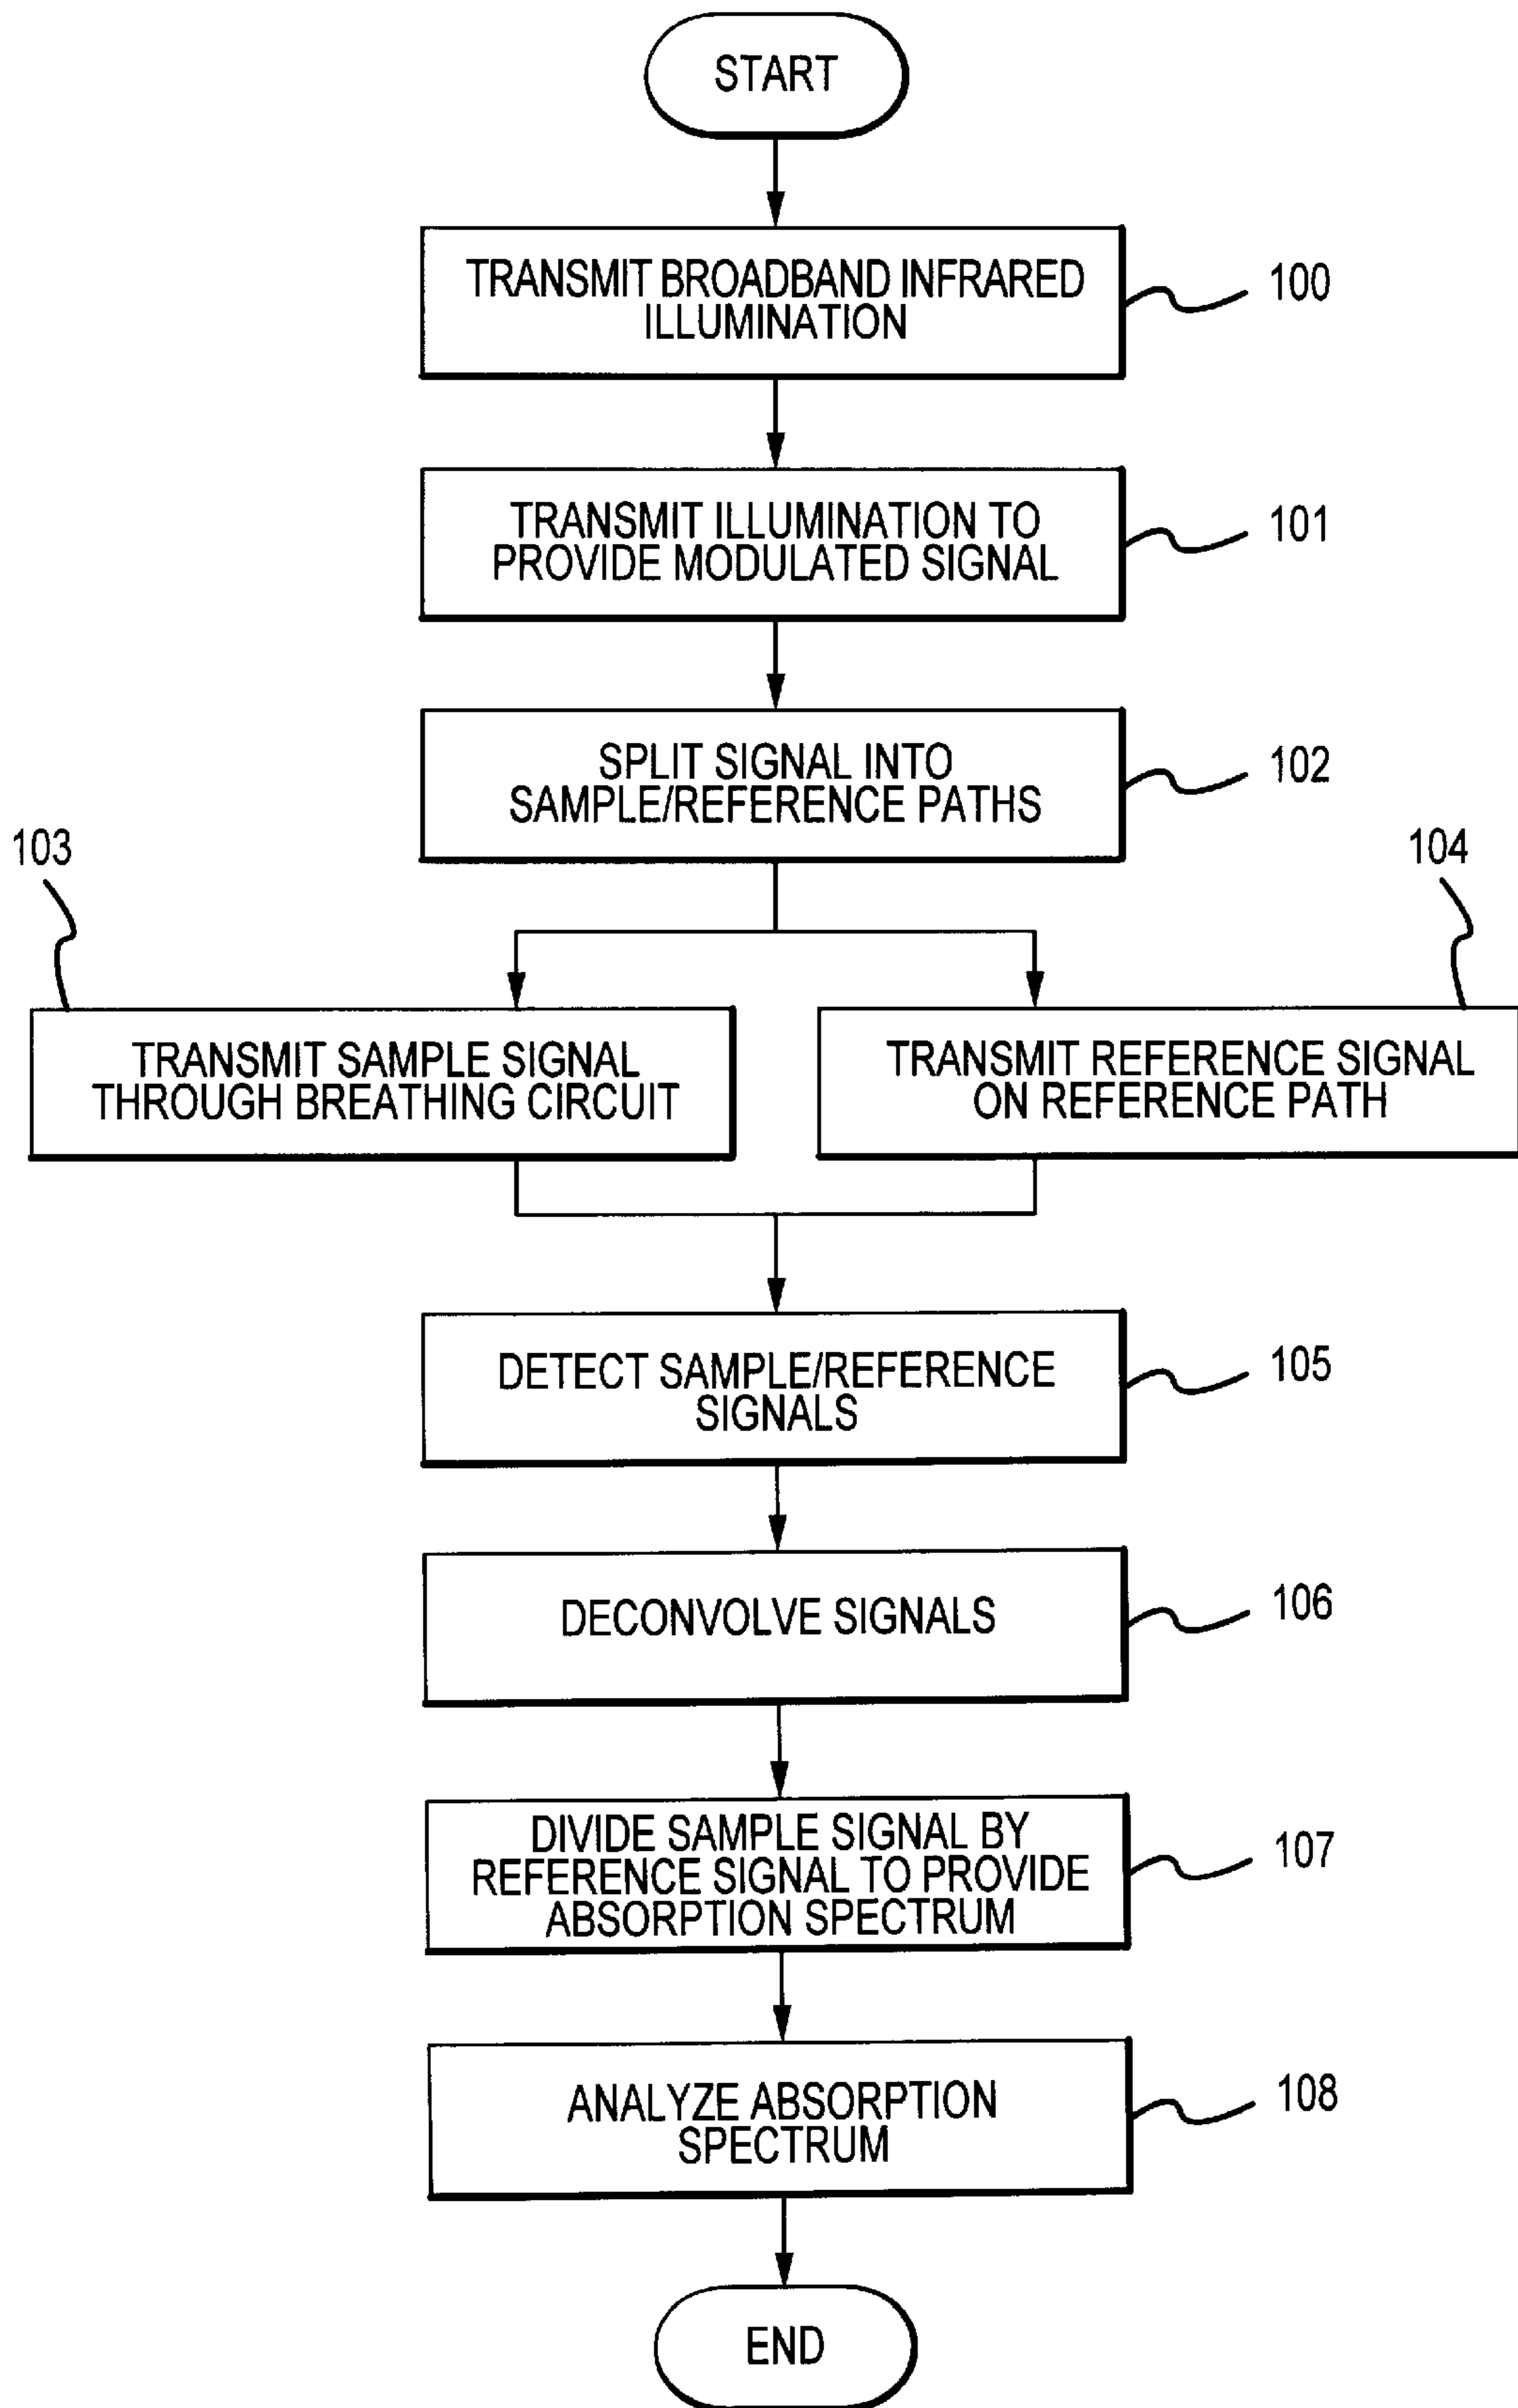 START
TRANSMIT BROADBAND INFRARED
ILLUMINATION
100
TRANSMIT ILLUMINATION TO
PROVIDE MODULATED SIGNAL
101
SPLIT SIGNAL INTO
SAMPLE/REFERENCE PATHS
102
103
104
TRANSMIT SAMPLE SIGNAL
THROUGH BREATHING CIRCUIT
TRANSMIT REFERENCE SIGNAL
ON REFERENCE PATH
DETECT SAMPLE/REFERENCE
SIGNALS
105
DECONVOLVE SIGNALS
106
DIVIDE SAMPLE SIGNAL BY
REFERENCE SIGNAL TO PROVIDE
ABSORPTION SPECTRUM
107
ANALYZE ABSORPTION
SPECTRUM
108
END